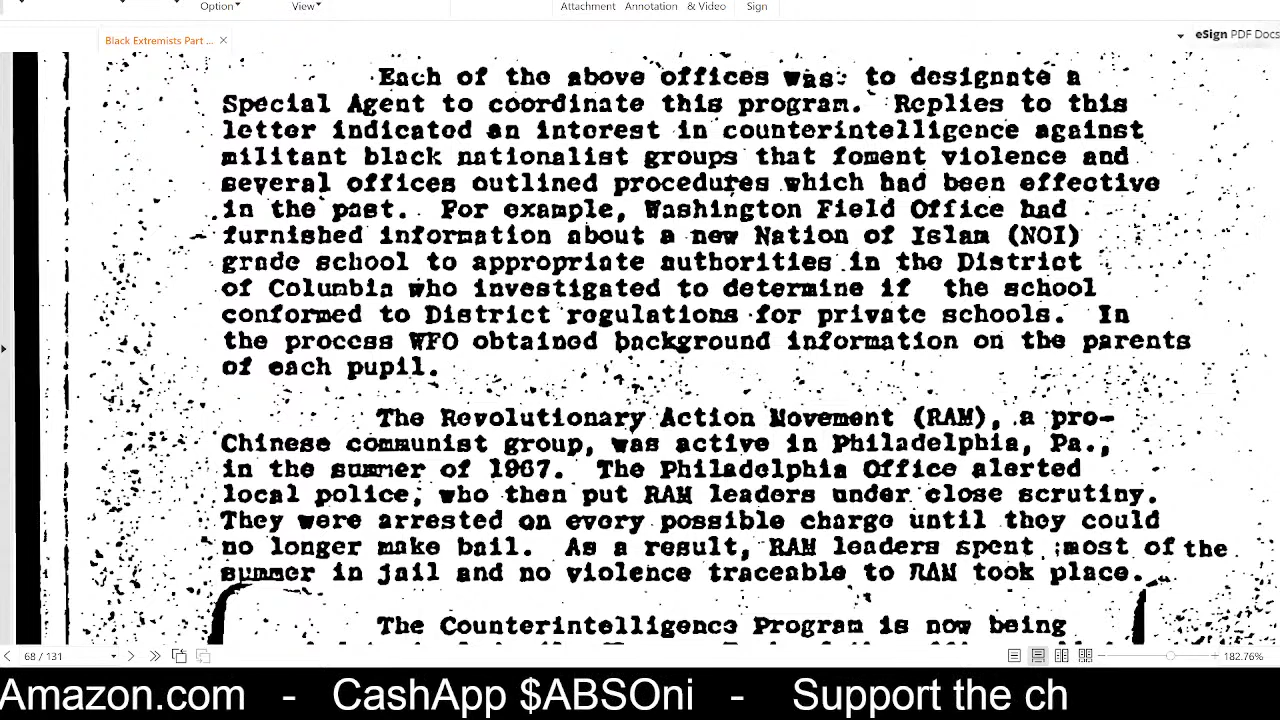 Option
View
Attachment
Annotation
& Video
Sign
Black Extremists Part ...
eSign PDF Docs
Each of the above offices was to designate a
Special Agent to coordinate this program. Replies to this
letter indicated an interest in counterintelligence against
militant black nationalist groups that foment violence and
several offices outlined procedures which had been effective
in the past. For example, Washington Field Office had
furnished information about a new Nation of Islam (NOI)
grade school to appropriate authorities in the District
of Columbia who investigated to determine if the school
conformed to District regulations for private schools. In
the process WFO obtained background information on the parents
of each pupil.
The Revolutionary Action Movement (RAM), a pro-
Chinese communist group, was active in Philadelphia, Pa.,
in the summer of 1967. The Philadelphia Office alerted
local police, who then put RAM leaders under close scrutiny.
They were arrested on every possible charge until they could
no longer make bail. As a result, RAM leaders spent most of the
summer in jail and no violence traceable to RAM took place.
The Counterintelligence Program is now being
68 / 131
182.76%
Amazon.com - CashApp $ABSOni - Support the ch